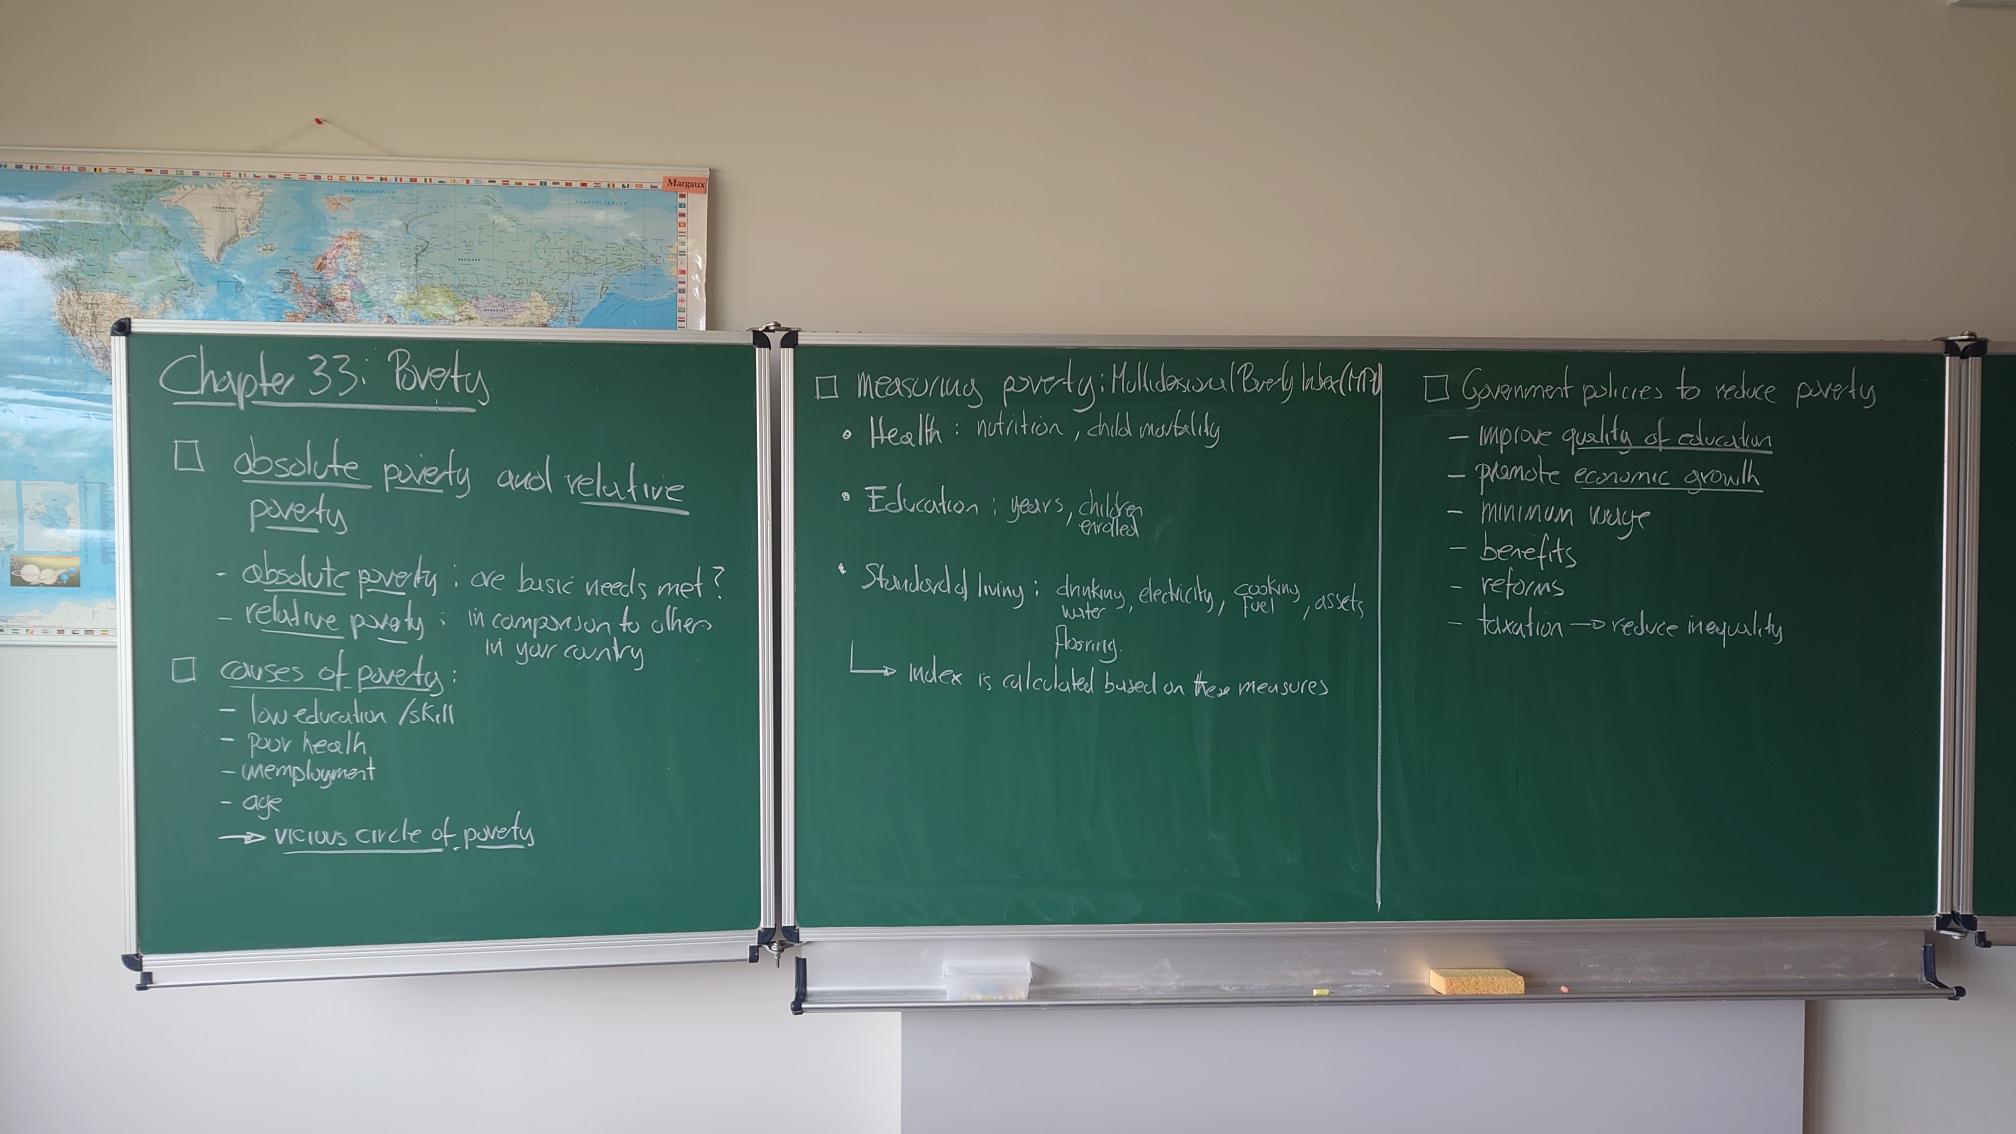 Margaux
Chapter 33: Poverty
□ absolute poverty and relative
poverty
- absolute poverty: are basic needs met?
- relative poverty: in comparison to others
in your country
□ causes of poverty:
- low education/skill
- poor health
- unemployment
- age
→ vicious circle of poverty
□ measuring poverty: Poverty Index (MPI)
• Health: nutrition, child mortality
• Education: years, children
enrolled
• Standard of living: drinking, electricity, cooking, assets
water fuel
flooring.
↳ Index is calculated based on these measures
□ Government policies to reduce poverty
- improve quality of education
- promote economic growth
- minimum wage
- benefits
- reforms
- taxation → reduce inequality